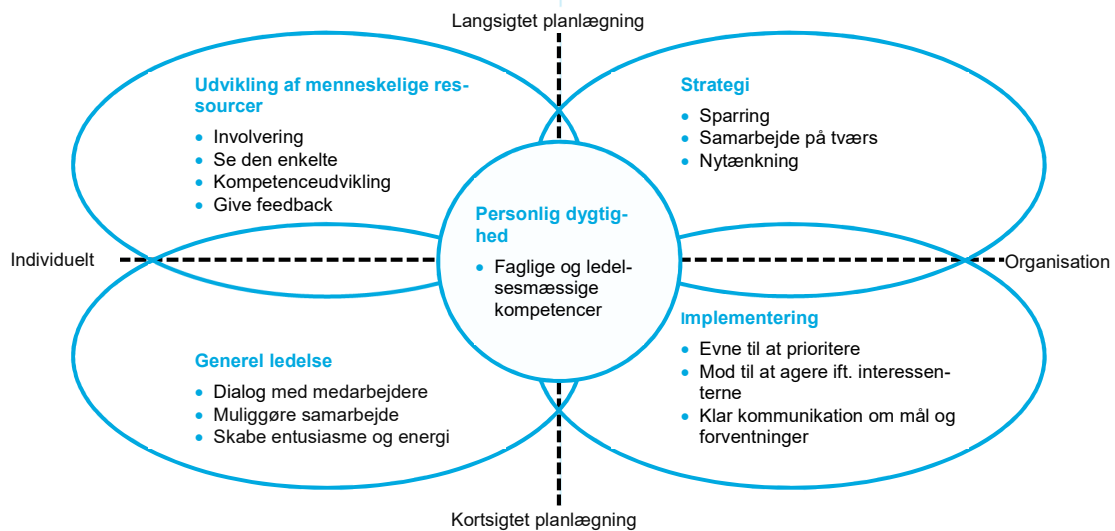 Langsigtet planlægning
Udvikling af menneskelige res-
sourcer
• Involvering
• Se den enkelte
• Kompetenceudvikling
• Give feedback
Strategi
• Sparring
• Samarbejde på tværs
• Nytænkning
Personlig dygtig-
hed
• Faglige og ledel-
sesmæssige
kompetencer
Individuelt
Organisation
Generel ledelse
• Dialog med medarbejdere
• Muliggøre samarbejde
• Skabe entusiasme og energi
Implementering
• Evne til at prioritere
• Mod til at agere ift. interessen-
terne
• Klar kommunikation om mål og
forventninger
Kortsigtet planlægning